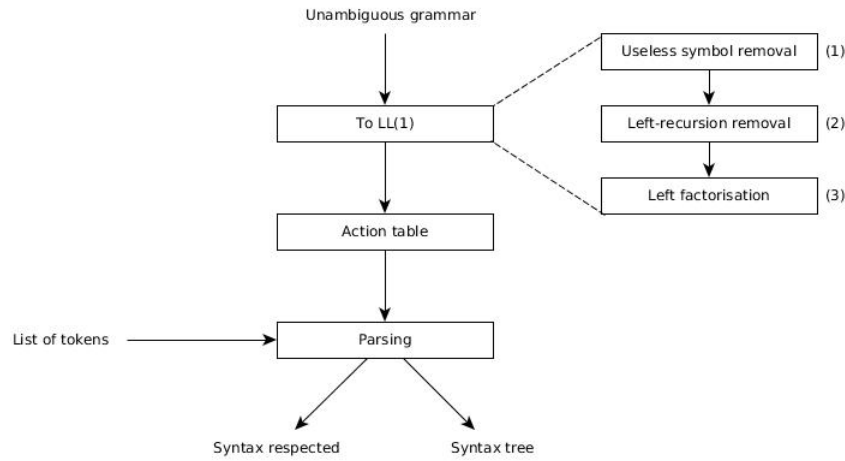 Unambiguous grammar
Useless symbol removal (1)
To LL(1)
Left-recursion removal (2)
Left factorisation (3)
Action table
List of tokens
Parsing
Syntax respected
Syntax tree